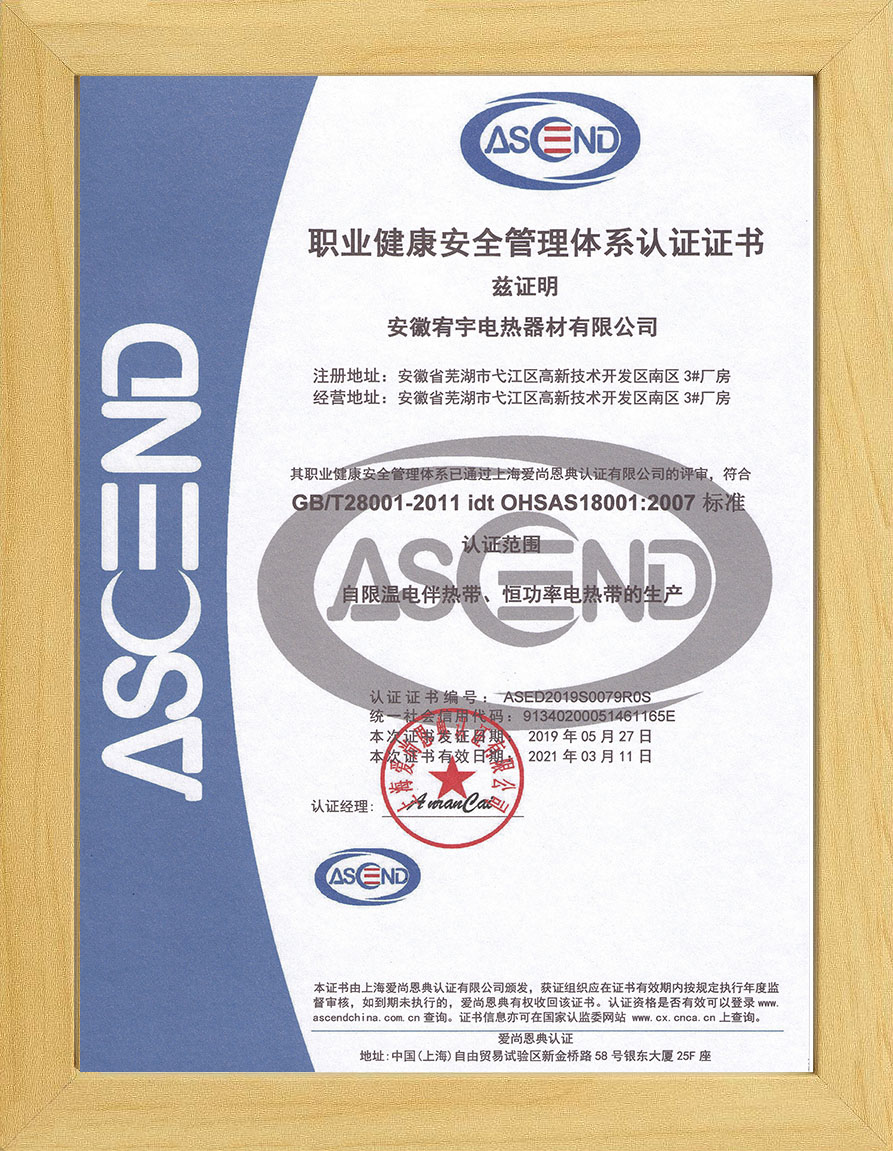 ASCEND
ASCEND
职业健康安全管理体系认证证书
兹证明
安徽宥宇电热器材有限公司
注册地址：安徽省芜湖市弋江区高新技术开发区南区 3#厂房
经营地址：安徽省芜湖市弋江区高新技术开发区南区 3#厂房
其职业健康安全管理体系已通过上海爱尚恩典认证有限公司的评审，符合
GB/T28001-2011 idt OHSAS18001:2007 标准
认证范围
ASCEND
自限温电伴热带、恒功率电热带的生产
认证证书编号：ASED2019S0079R0S
统一社会信用代码：91340200051461165E
本次证书发证日期：2019 年 05 月 27 日
本次证书有效日期：2021 年 03 月 11 日
上海爱尚恩典认证有限公司
认证经理：
ASCEND
本证书由上海爱尚恩典认证有限公司颁发，获证组织应在证书有效期内按规定执行年度监
督审核，如到期未执行的，爱尚恩典有权收回该证书。认证资格是否有效可以登录 www.
ascendchina.com.cn 查询。证书信息亦可在国家认监委网站 www.cx.cnca.cn 上查询。
爱尚恩典认证
地址:中国(上海)自由贸易试验区新金桥路 58 号银东大厦 25F 座